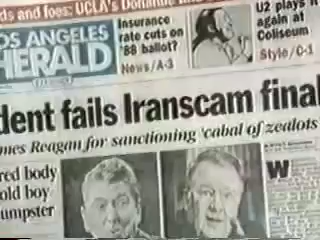 ds and foes: UCLA's Donahue
OS ANGELES
HERALD
Insurance
rate cuts on
'88 ballot?
News/A-3
U2 plays it
again at
Coliseum
Style/C-1
dent fails Iranscam final
mes Reagan for sanctioning 'cabal of zealots
red body
old boy
umpster